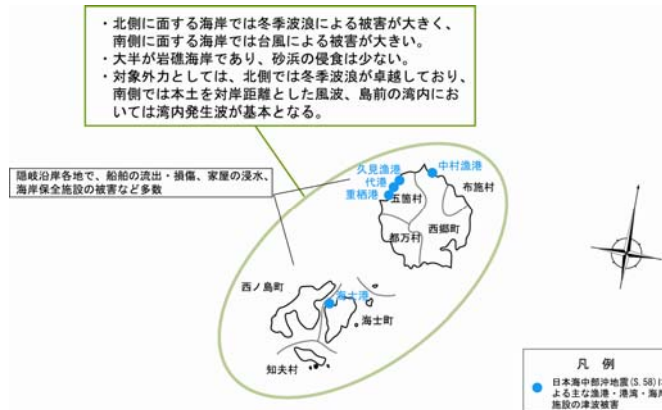 ・北側に面する海岸では冬季波浪による被害が大きく、
南側に面する海岸では台風による被害が大きい。
・大半が岩礁海岸であり、砂浜の侵食は少ない。
・対象外力としては、北側では冬季波浪が卓越しており、
南側では本土を対岸距離とした風波、島前の湾内にお
いては湾内発生波が基本となる。
隠岐沿岸各地で、船舶の流出・損傷、家屋の浸水、
海岸保全施設の被害など多数
久見漁港
代港
重栖港
中村漁港
五箇村
布施村
都万村
西郷町
西ノ島町
海士港
海士町
知夫村
凡 例
日本海中部沖地震(S.58)に
よる主な漁港・港湾・海岸
施設の津波被害